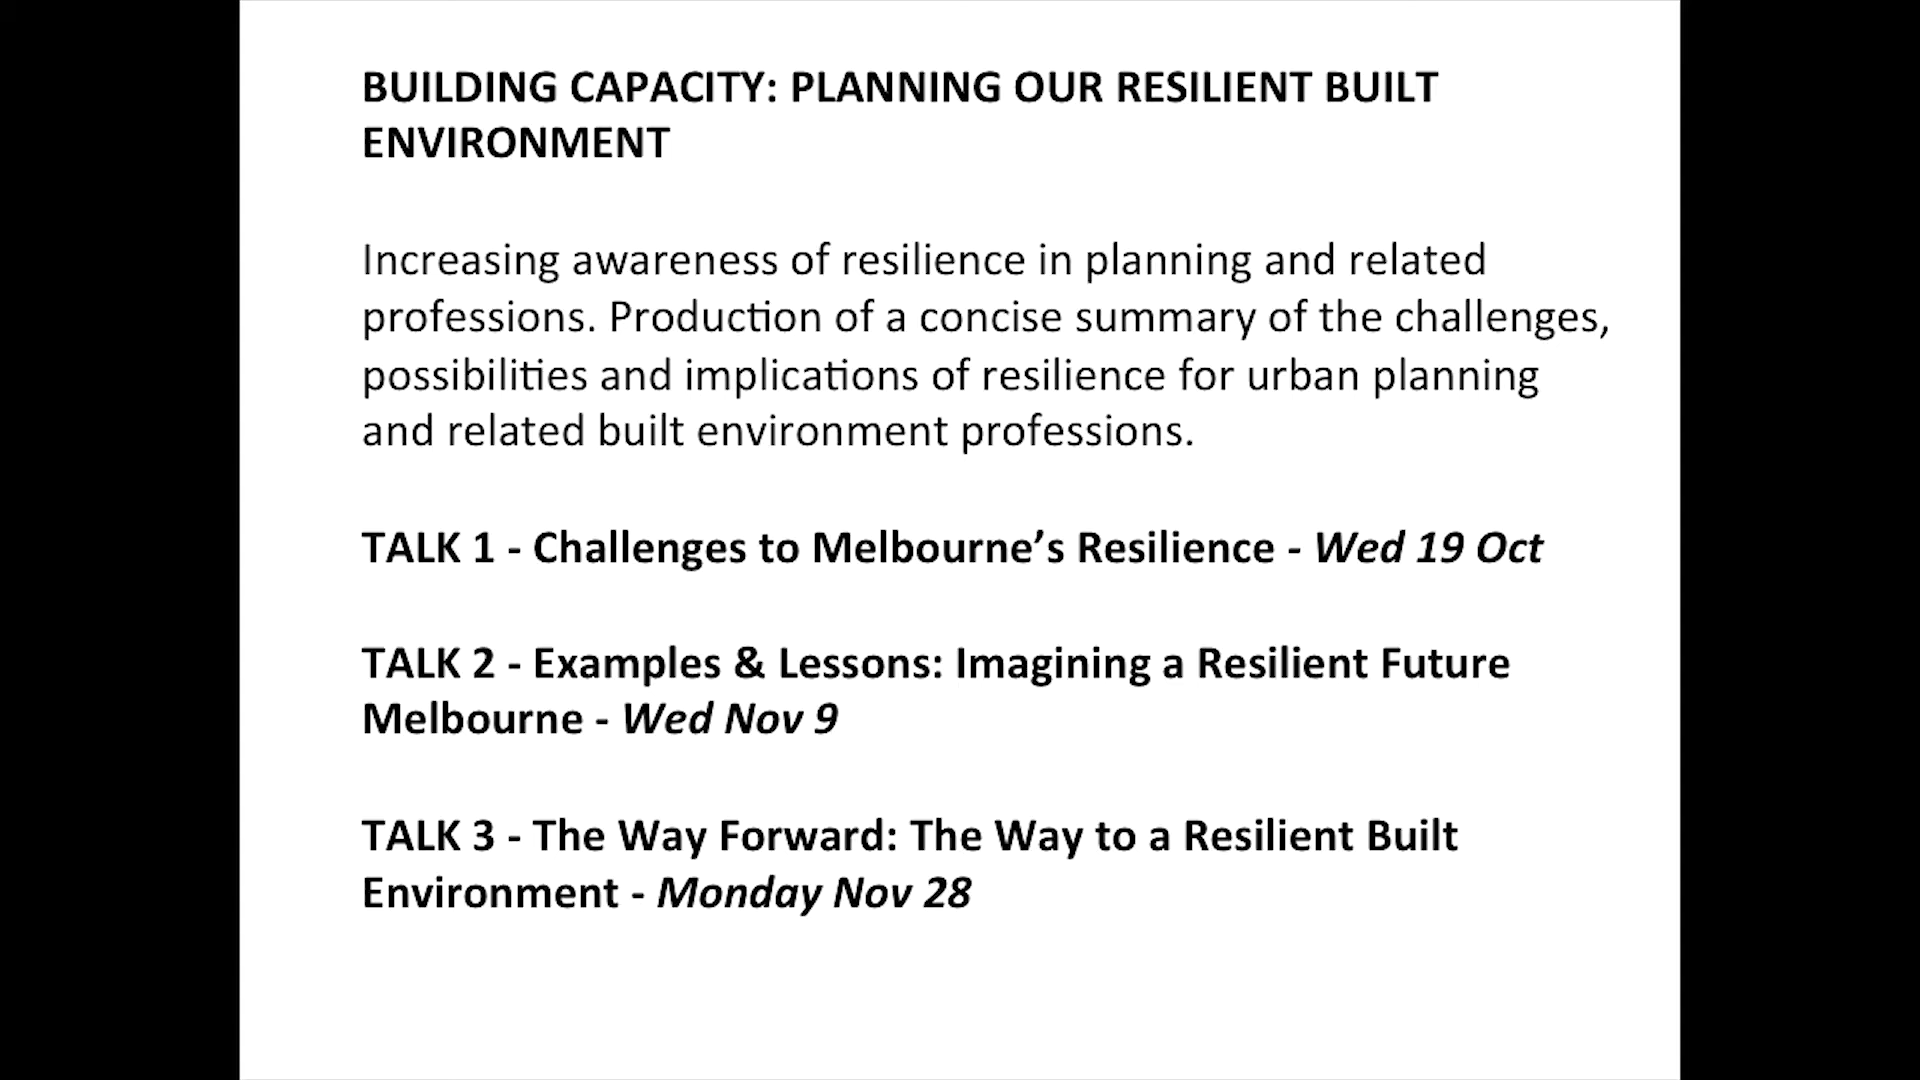 BUILDING CAPACITY: PLANNING OUR RESILIENT BUILT
ENVIRONMENT
Increasing awareness of resilience in planning and related
professions. Production of a concise summary of the challenges,
possibilities and implications of resilience for urban planning
and related built environment professions.
TALK 1 - Challenges to Melbourne’s Resilience - Wed 19 Oct
TALK 2 - Examples & Lessons: Imagining a Resilient Future
Melbourne - Wed Nov 9
TALK 3 - The Way Forward: The Way to a Resilient Built
Environment - Monday Nov 28